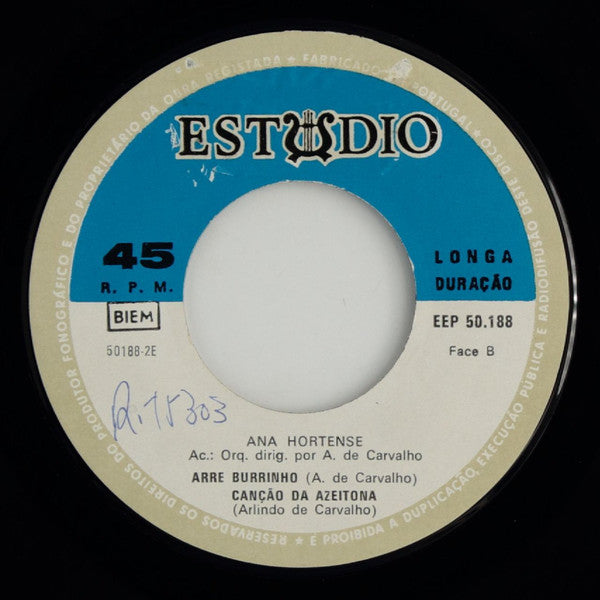 RESERVADOS OS DIREITOS DO PRODUTOR FONOGRÁFICO E DO PROPRIETÁRIO DA OBRA REGISTADA ★ FABRICADO EM PORTUGAL ★ É PROIBIDA A DUPLICAÇÃO, EXECUÇÃO PÚBLICA E RADIODIFUSÃO DESTE DISCO
ESTUDIO
45 LONGA
R. P. M. DURAÇÃO
BIEM EEP 50.188
50188-2E Face B
ANA HORTENSE
Ac.: Orq. dirig. por A. de Carvalho
ARRE BURRINHO (A. de Carvalho)
CANÇÃO DA AZEITONA
(Arlindo de Carvalho)